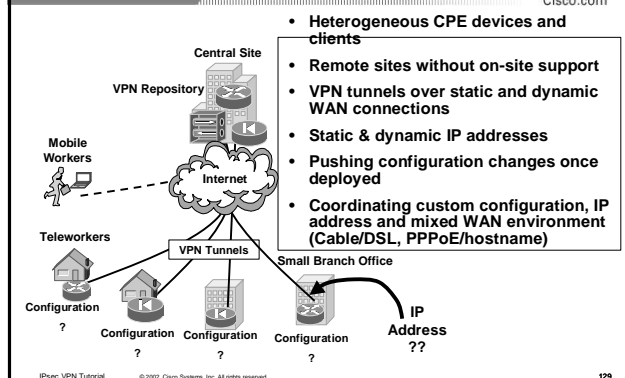 Cisco.com
• Heterogeneous CPE devices and
clients
• Remote sites without on-site support
• VPN tunnels over static and dynamic
WAN connections
• Static & dynamic IP addresses
• Pushing configuration changes once
deployed
• Coordinating custom configuration, IP
address and mixed WAN environment
(Cable/DSL, PPPoE/hostname)
Central Site
VPN Repository
Mobile
Workers
Internet
Teleworkers
VPN Tunnels
Small Branch Office
Configuration
?
Configuration
?
Configuration
?
Configuration
?
IP
Address
??
IPsec VPN Tutorial
© 2002, Cisco Systems, Inc. All rights reserved.
129